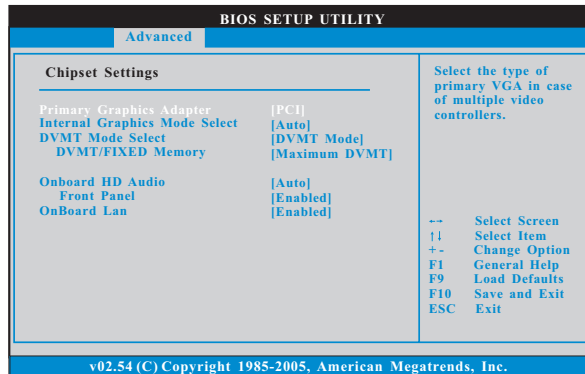 BIOS SETUP UTILITY
Advanced
Chipset Settings
Primary Graphics Adapter [PCI]
Internal Graphics Mode Select [Auto]
DVMT Mode Select [DVMT Mode]
DVMT/FIXED Memory [Maximum DVMT]
Onboard HD Audio [Auto]
Front Panel [Enabled]
OnBoard Lan [Enabled]
Select the type of
primary VGA in case
of multiple video
controllers.
←→ Select Screen
↑↓ Select Item
+ - Change Option
F1 General Help
F9 Load Defaults
F10 Save and Exit
ESC Exit
v02.54 (C) Copyright 1985-2005, American Megatrends, Inc.